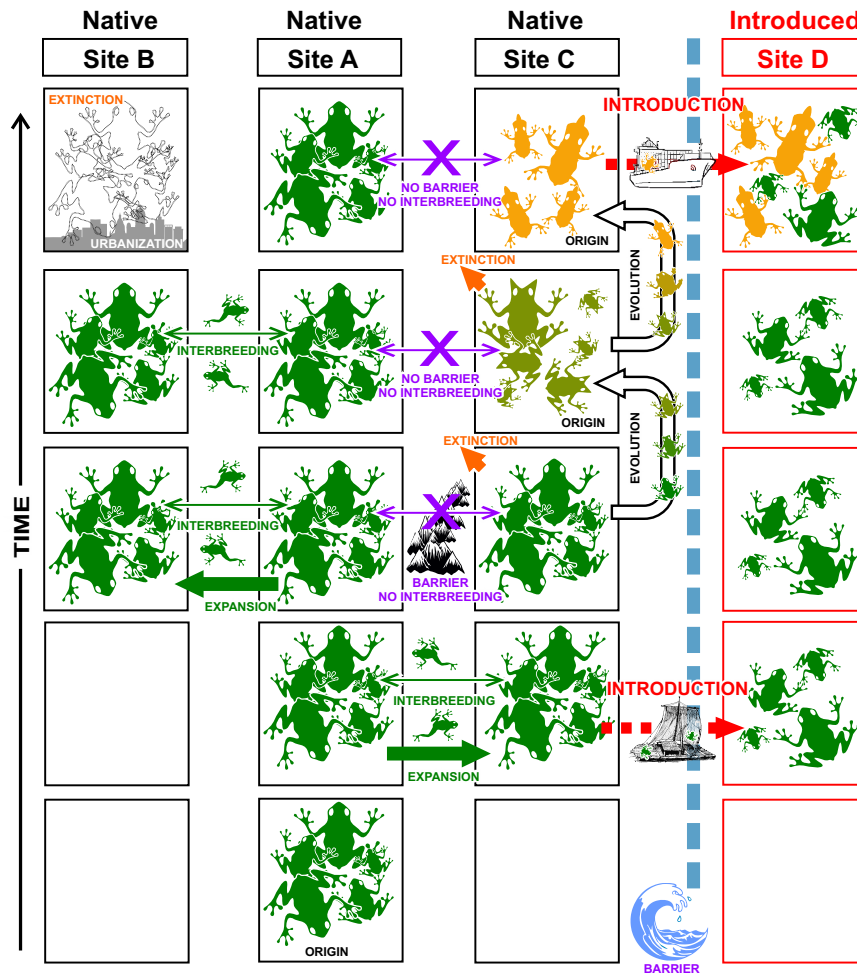 Native
Native
Native
Introduced
Site B
Site A
Site C
Site D
EXTINCTION
INTRODUCTION
NO BARRIER
NO INTERBREEDING
URBANIZATION
ORIGIN
EXTINCTION
EVOLUTION
INTERBREEDING
NO BARRIER
NO INTERBREEDING
ORIGIN
EXTINCTION
EVOLUTION
INTERBREEDING
TIME
EXPANSION
BARRIER
NO INTERBREEDING
INTRODUCTION
INTERBREEDING
EXPANSION
ORIGIN
BARRIER